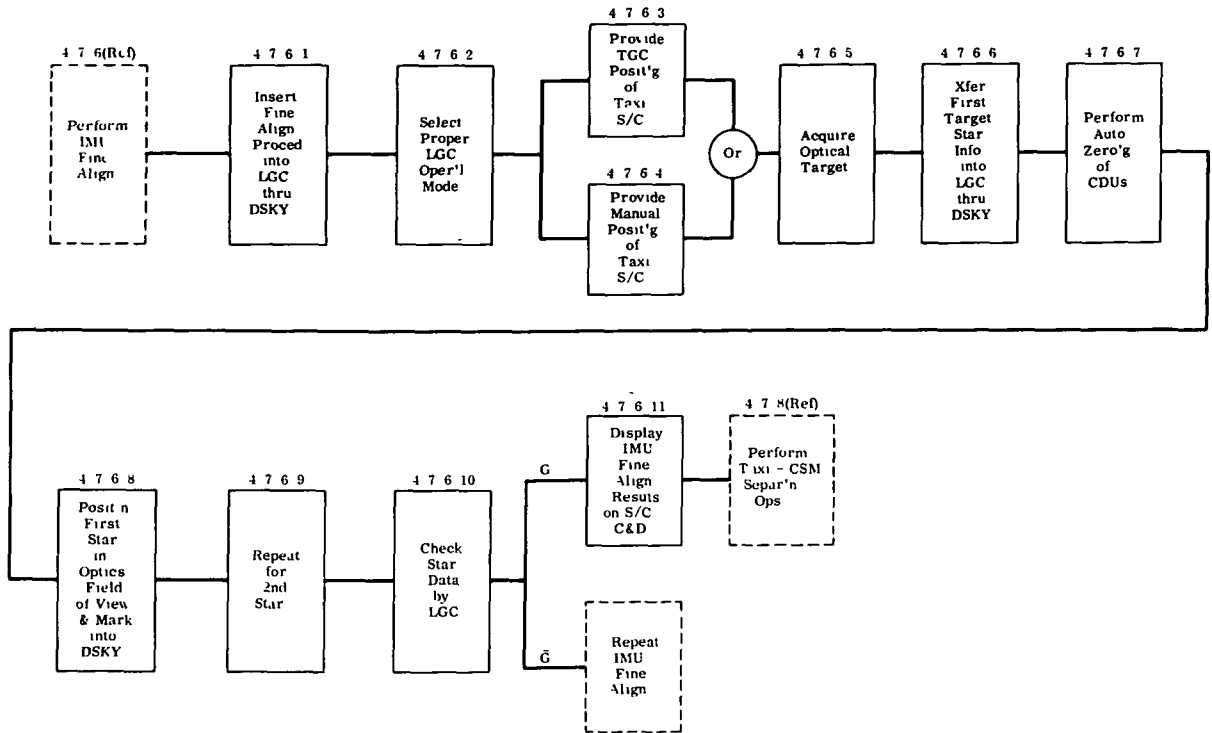 4 7 6(Ref)
Perform
IMU
Fine
Align
4 7 6 1
Insert
Fine
Align
Proced
into
LGC
thru
DSKY
4 7 6 2
Select
Proper
LGC
Oper'l
Mode
4 7 6 3
Provide
TGC
Posit'g
of
Taxi
S/C
4 7 6 4
Provide
Manual
Posit'g
of
Taxi
S/C
Or
4 7 6 5
Acquire
Optical
Target
4 7 6 6
Xfer
First
Target
Star
Info
into
LGC
thru
DSKY
4 7 6 7
Perform
Auto
Zero'g
of
CDUs
4 7 6 8
Posit n
First
Star
in
Optics
Field
of View
& Mark
into
DSKY
4 7 6 9
Repeat
for
2nd
Star
4 7 6 10
Check
Star
Data
by
LGC
G
4 7 6 11
Display
IMU
Fine
Align
Resuts
on S/C
C&D
4 7 8(Ref)
Perform
Taxi - CSM
Separ'n
Ops
G̅
Repeat
IMU
Fine
Align